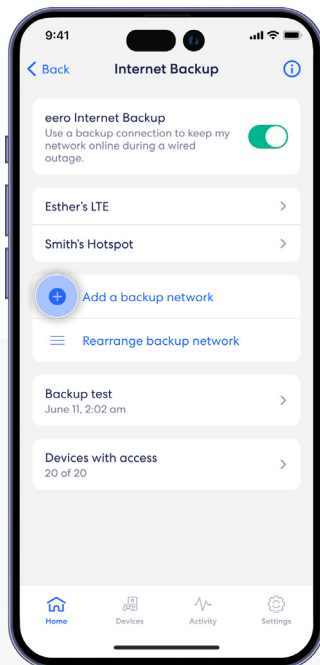 9:41
Back
Internet Backup
eero Internet Backup
Use a backup connection to keep my
network online during a wired
outage.
Esther's LTE
Smith's Hotspot
Add a backup network
Rearrange backup network
Backup test
June 11, 2:02 am
Devices with access
20 of 20
Home Devices Activity Settings